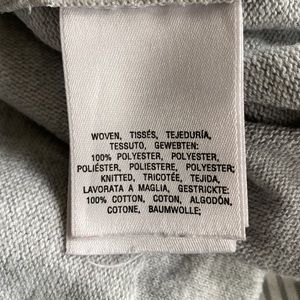 WOVEN, TISSÉS, TEJEDURÍA,
TESSUTO, GEWEBTEN:
100% POLYESTER, POLYESTER,
POLIÉSTER, POLIESTERE, POLYESTER;
KNITTED, TRICOTÉE, TEJIDA,
LAVORATA A MAGLIA, GESTRICKTE:
100% COTTON, COTON, ALGODÓN,
COTONE, BAUMWOLLE;